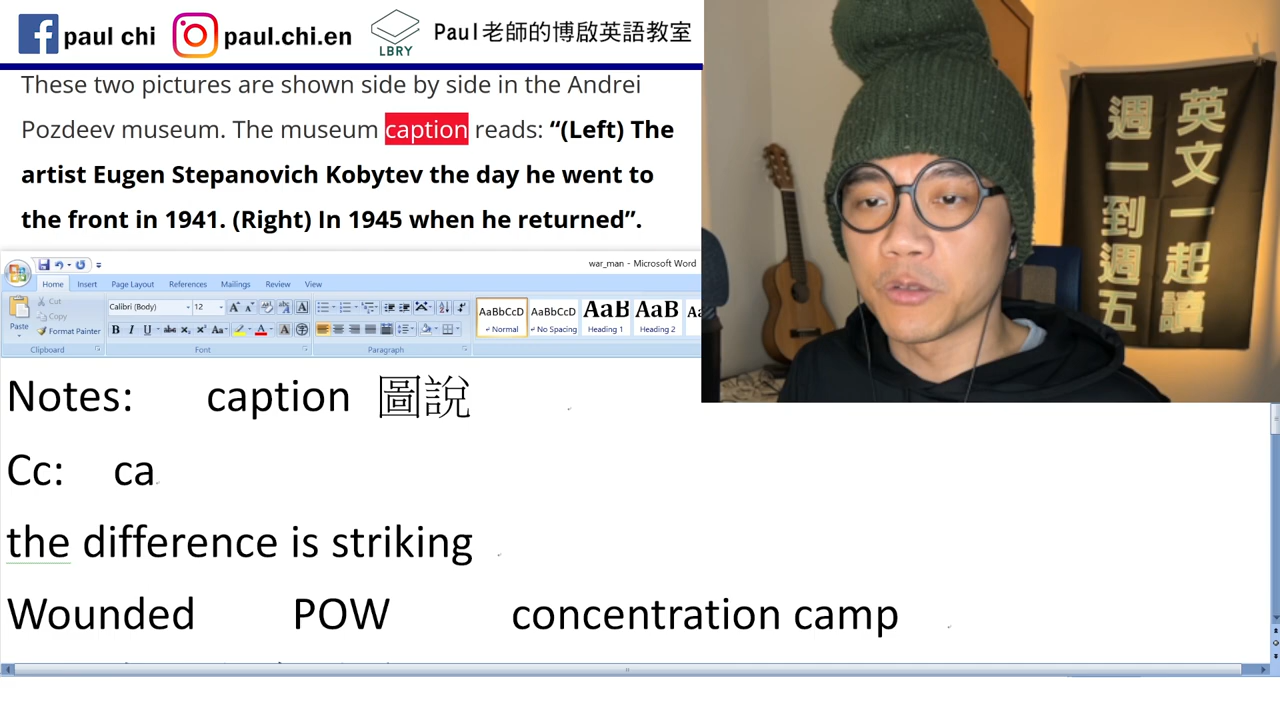 paul chi paul.chi.en LBRY Paul老師的博啟英語教室
These two pictures are shown side by side in the Andrei
Pozdeev museum. The museum caption reads: “(Left) The
artist Eugen Stepanovich Kobytev the day he went to
the front in 1941. (Right) In 1945 when he returned”.
war_man - Microsoft Word
Home Insert Page Layout References Mailings Review View
Cut
Copy
Format Painter
Paste
Calibri (Body) 12
AaBbCcD AaBbCcD AaB AaB
Normal No Spacing Heading 1 Heading 2
Clipboard Font Paragraph
Notes: caption 圖說
Cc: ca
the difference is striking
Wounded POW concentration camp
英文一起讀
週一到週五